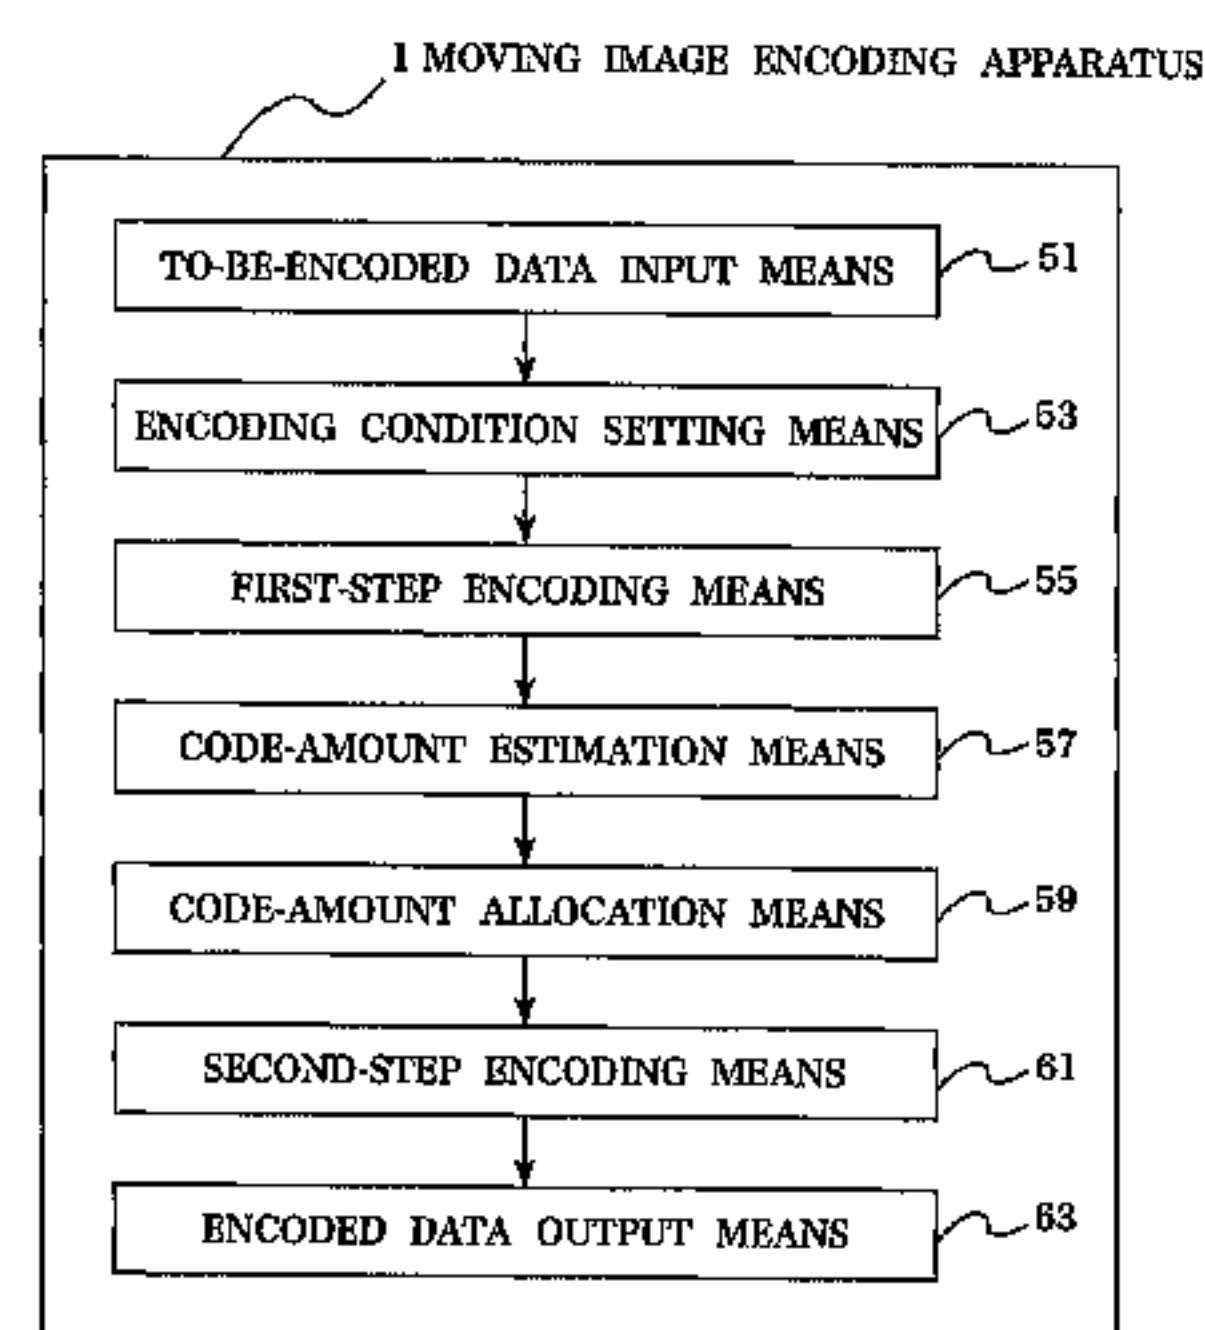 1 MOVING IMAGE ENCODING APPARATUS
TO-BE-ENCODED DATA INPUT MEANS 51
ENCODING CONDITION SETTING MEANS 53
FIRST-STEP ENCODING MEANS 55
CODE-AMOUNT ESTIMATION MEANS 57
CODE-AMOUNT ALLOCATION MEANS 59
SECOND-STEP ENCODING MEANS 61
ENCODED DATA OUTPUT MEANS 63